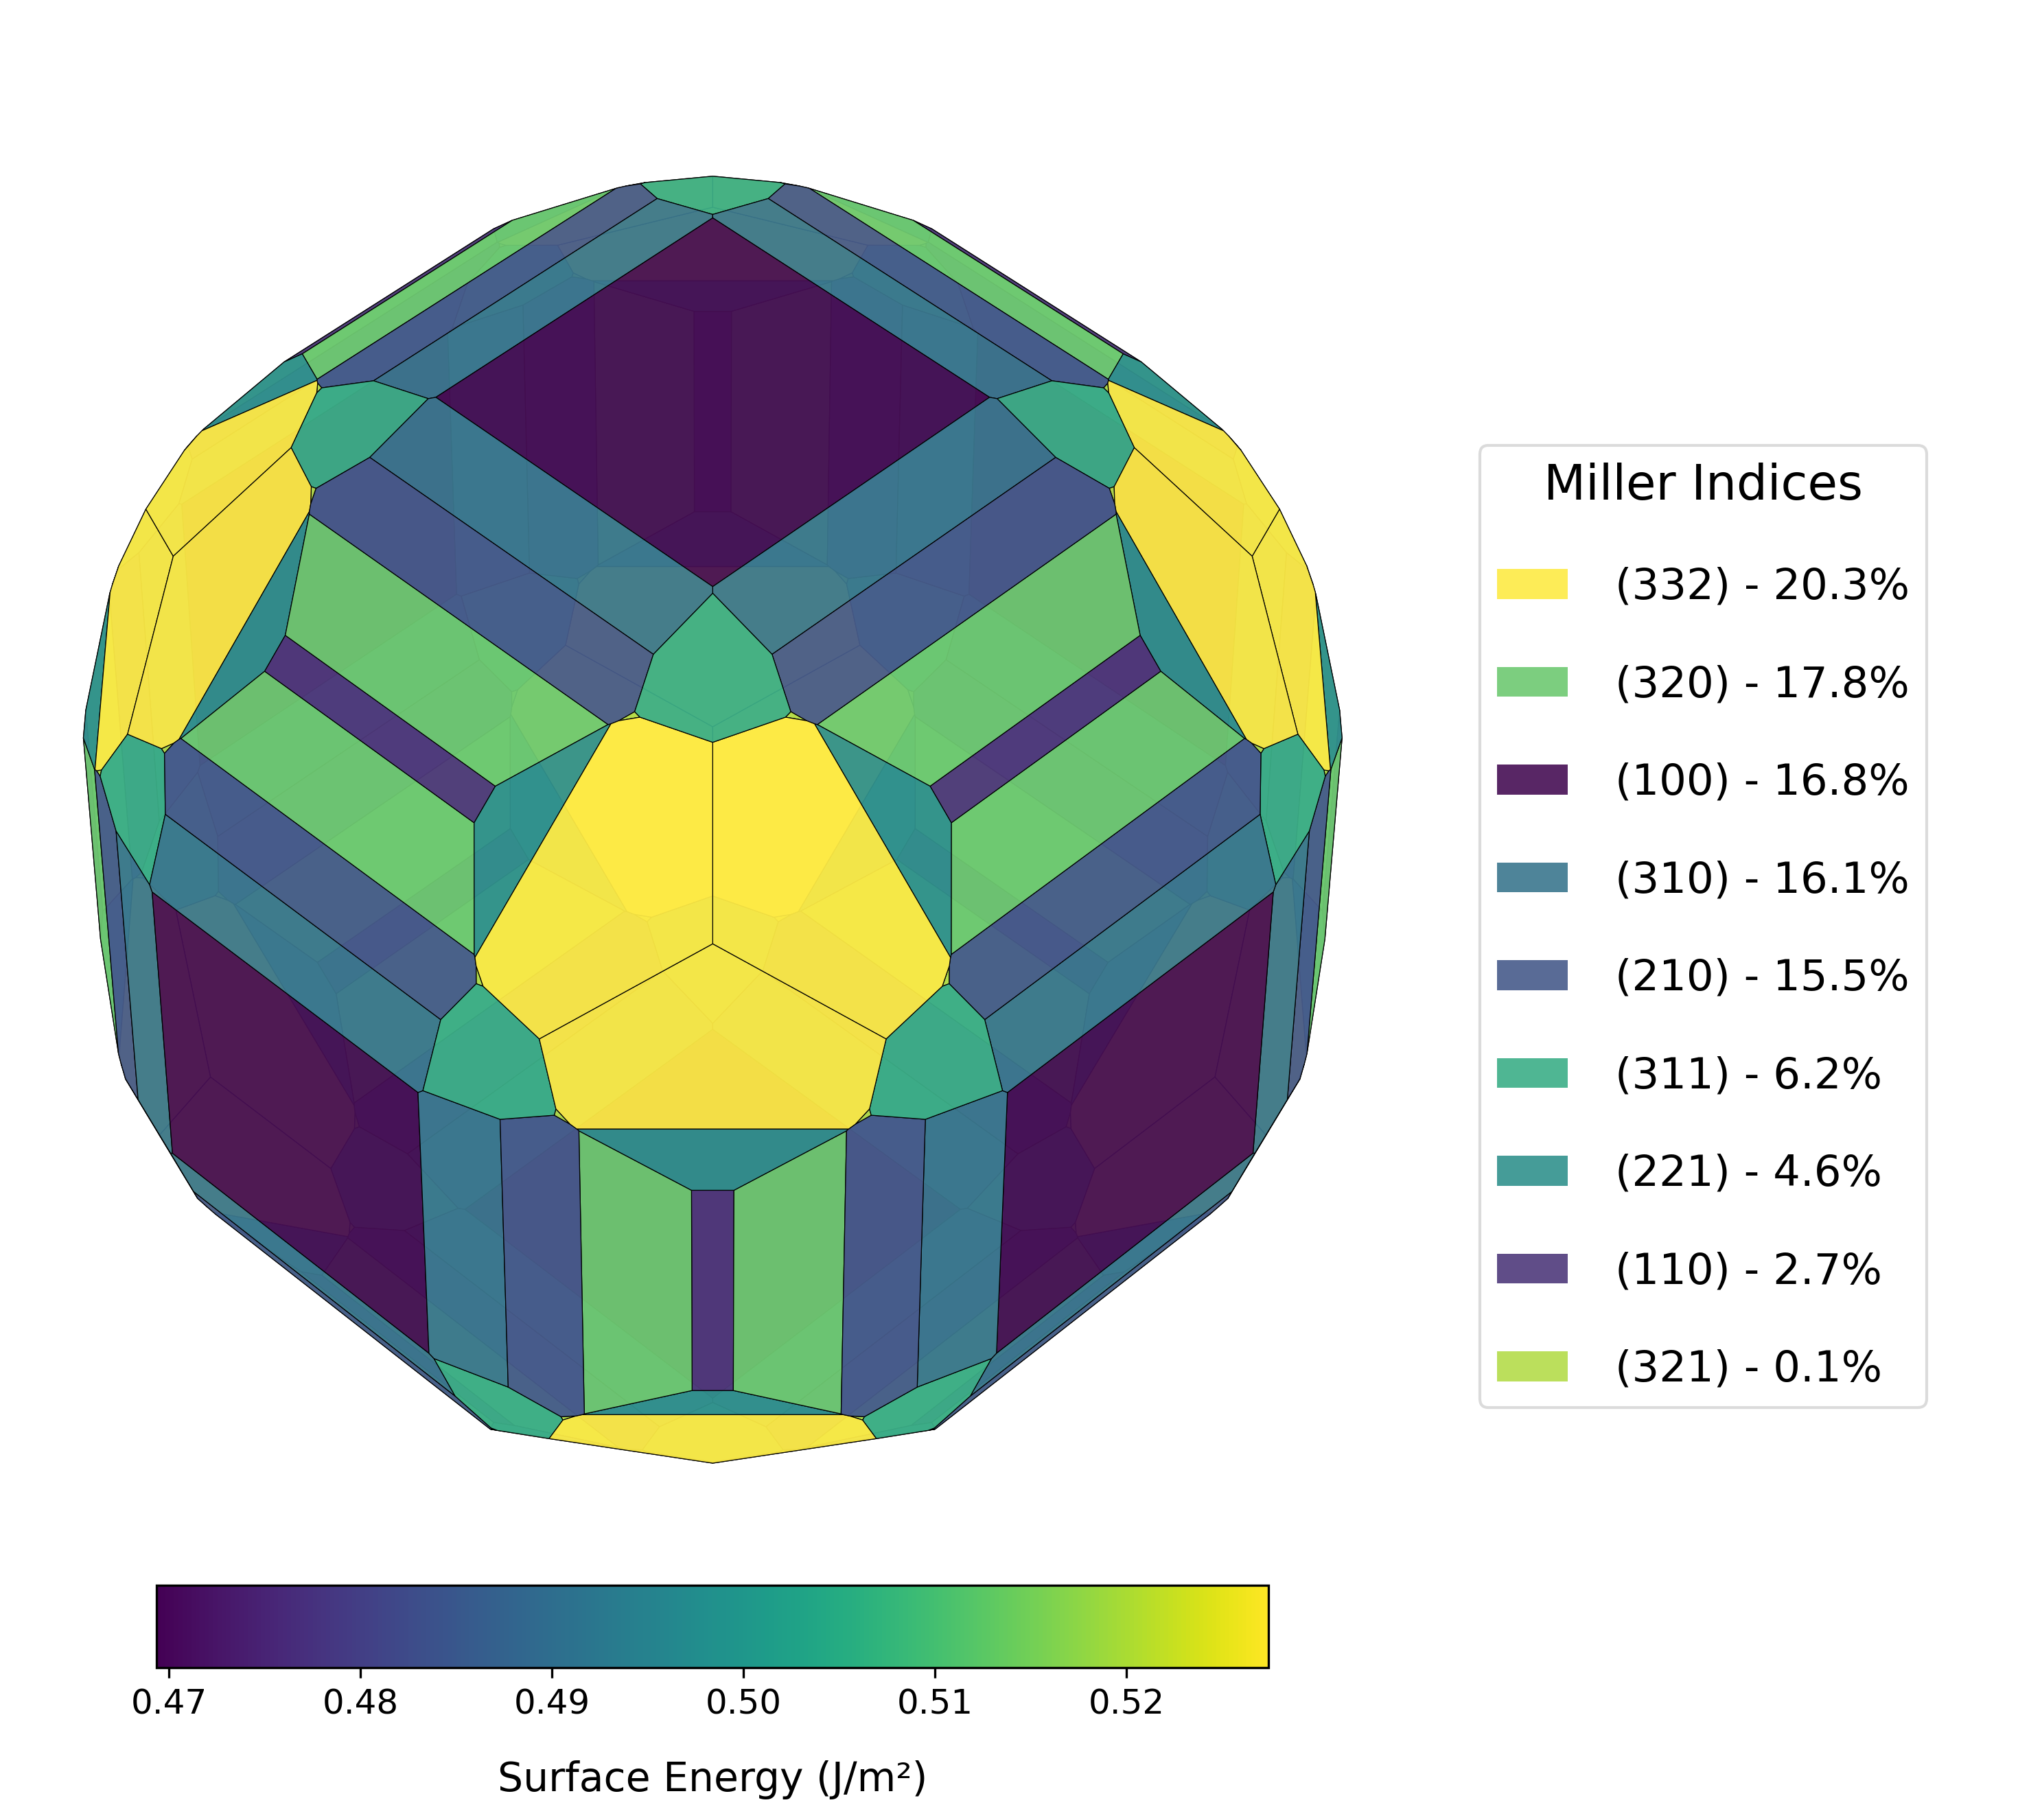 Miller Indices
(332) - 20.3%
(320) - 17.8%
(100) - 16.8%
(310) - 16.1%
(210) - 15.5%
(311) - 6.2%
(221) - 4.6%
(110) - 2.7%
(321) - 0.1%
0.47 0.48 0.49 0.50 0.51 0.52
Surface Energy (J/m²)